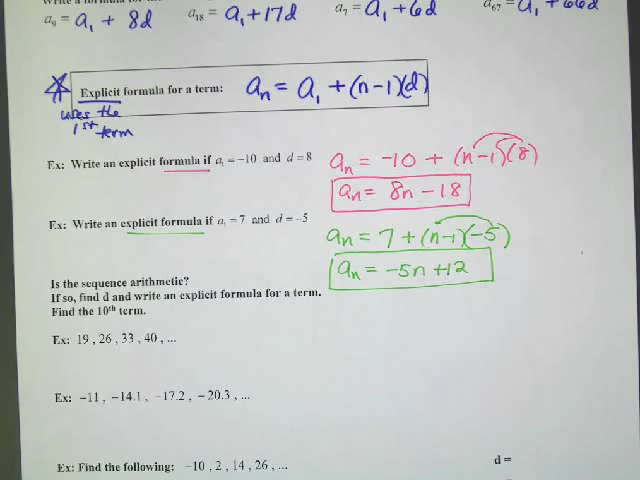 a₉ = a₁ + 8d   a₁₈ = a₁ + 17d   a₇ = a₁ + 6d   a₆₇ = a₁ + 66d
Explicit formula for a term: aₙ = a₁ + (n-1)(d)
uses the
1st term
Ex: Write an explicit formula if a₁ = -10 and d = 8   aₙ = -10 + (n-1)(8)
aₙ = 8n - 18
Ex: Write an explicit formula if a₁ = 7 and d = -5   aₙ = 7 + (n-1)(-5)
aₙ = -5n + 12
Is the sequence arithmetic?
If so, find d and write an explicit formula for a term.
Find the 10th term.
Ex: 19 , 26 , 33 , 40 , ...
Ex: -11 , -14.1 , -17.2 , -20.3 , ...
Ex: Find the following: -10 , 2 , 14 , 26 , ...   d =